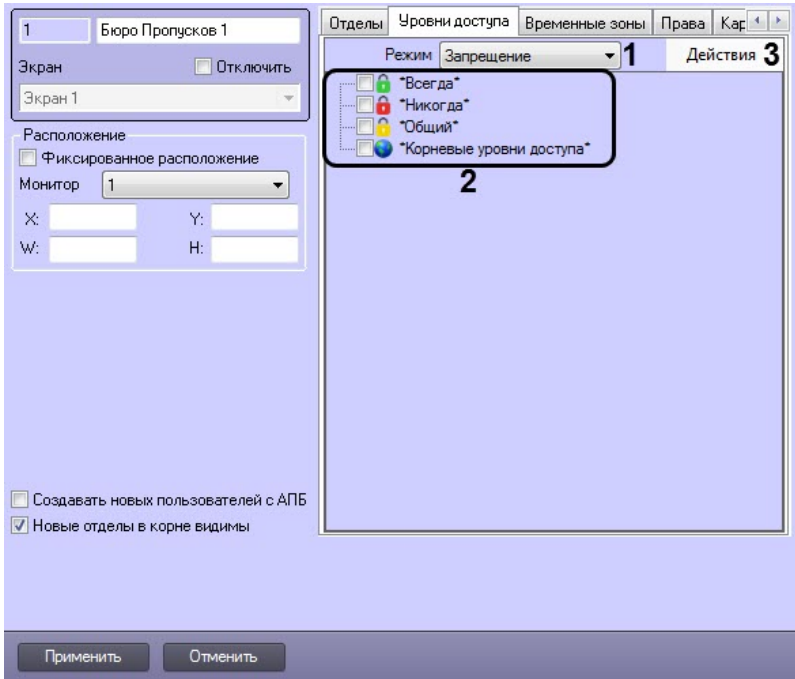 1 Бюро Пропусков 1
Экран Отключить
Экран 1
Расположение
Фиксированное расположение
Монитор 1
X: Y:
W: H:
Создавать новых пользователей с АПБ
Новые отделы в корне видимы
Отделы Уровни доступа Временные зоны Права Кар
Режим Запрещение 1 Действия 3
*Всегда*
*Никогда*
*Общий*
*Корневые уровни доступа*
2
Применить Отменить